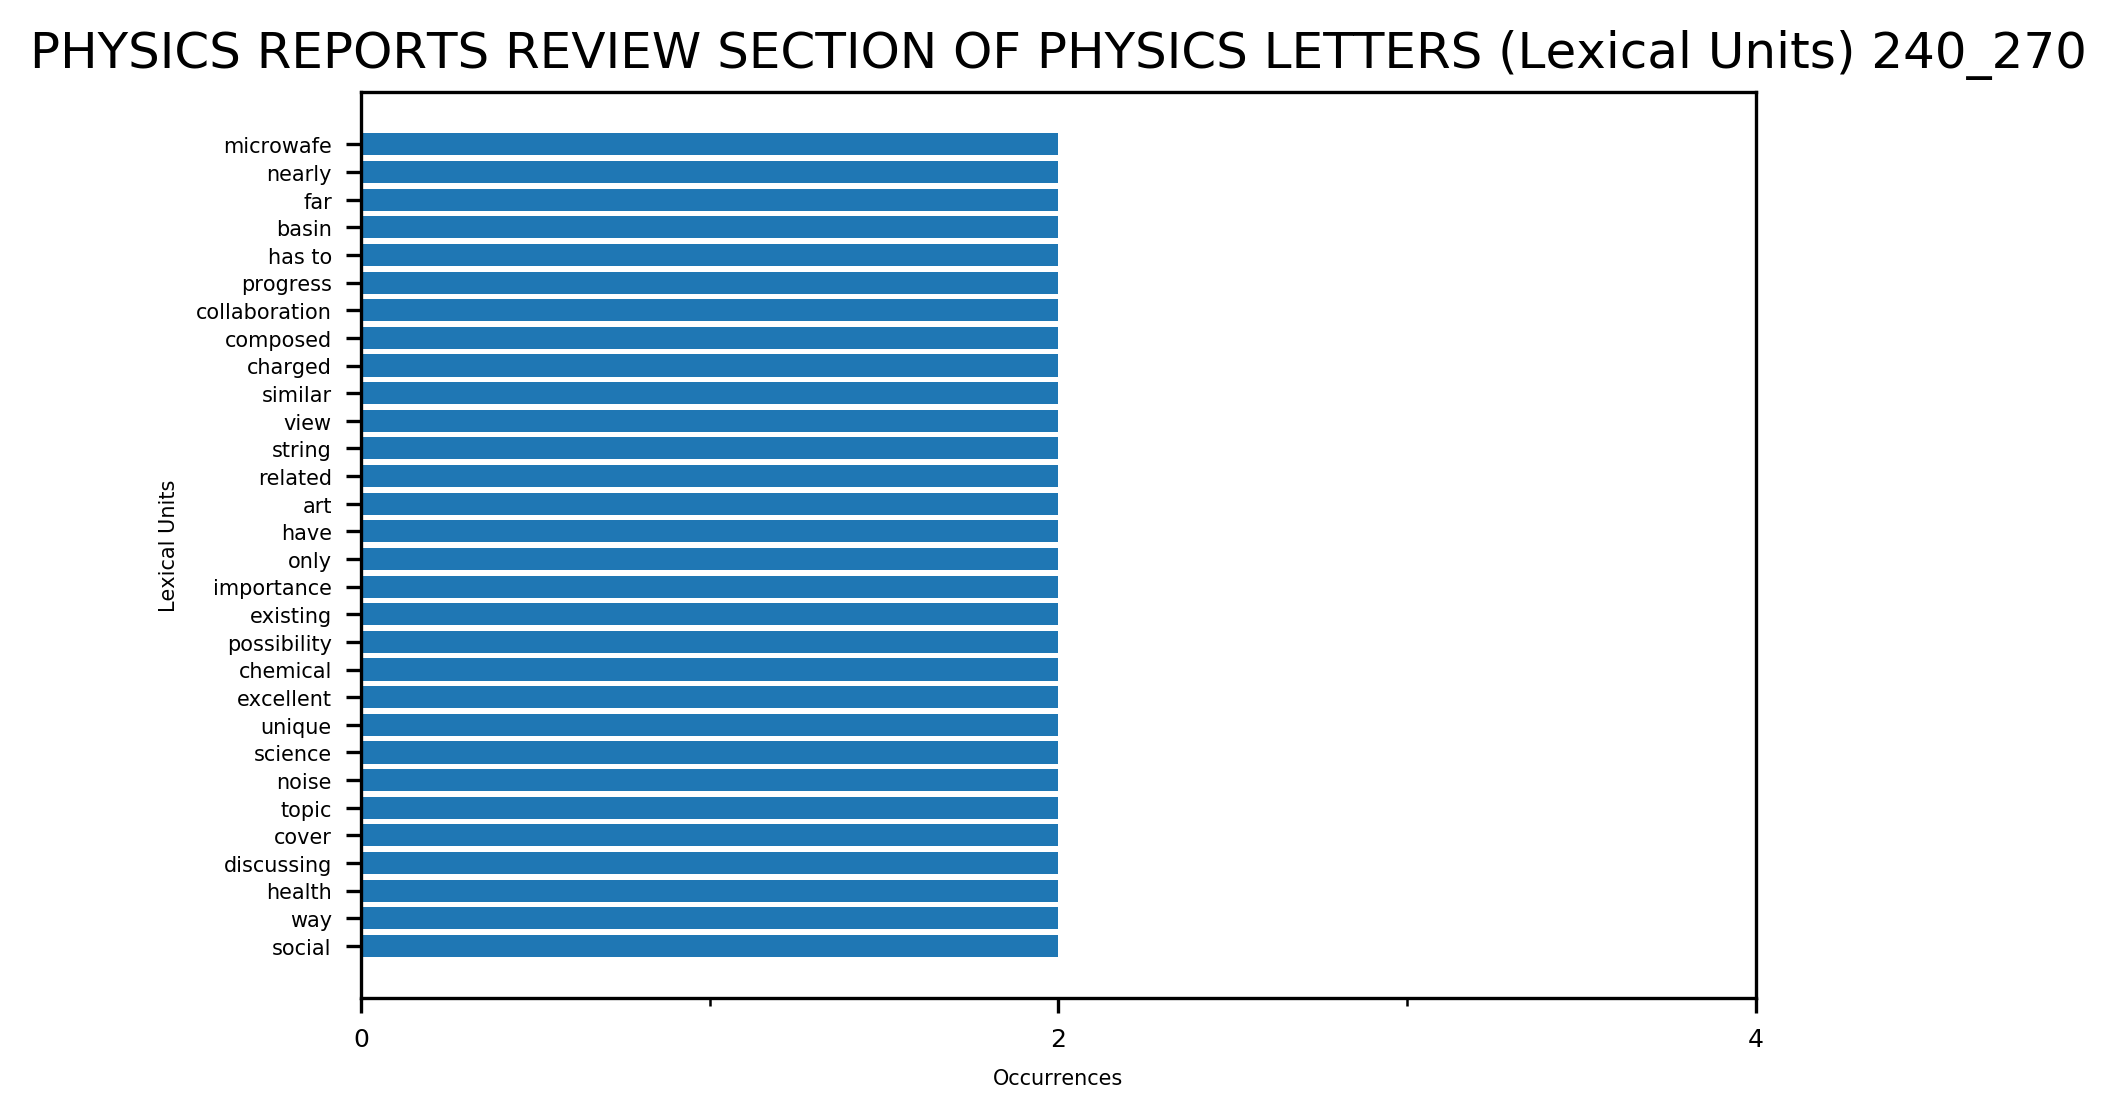 PHYSICS REPORTS REVIEW SECTION OF PHYSICS LETTERS (Lexical Units) 240_270
microwafe
nearly
far
basin
has to
progress
collaboration
composed
charged
similar
view
string
related
art
have
only
importance
existing
possibility
chemical
excellent
unique
science
noise
topic
cover
discussing
health
way
social
Lexical Units
0 2 4
Occurrences